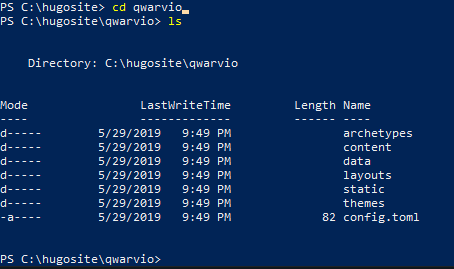 PS C:\hugosite> cd qwarvio
PS C:\hugosite\qwarvio> ls
Directory: C:\hugosite\qwarvio
Mode LastWriteTime Length Name
---- ------------- ------ ----
d----- 5/29/2019 9:49 PM archetypes
d----- 5/29/2019 9:49 PM content
d----- 5/29/2019 9:49 PM data
d----- 5/29/2019 9:49 PM layouts
d----- 5/29/2019 9:49 PM static
d----- 5/29/2019 9:49 PM themes
-a---- 5/29/2019 9:49 PM 82 config.toml
PS C:\hugosite\qwarvio>